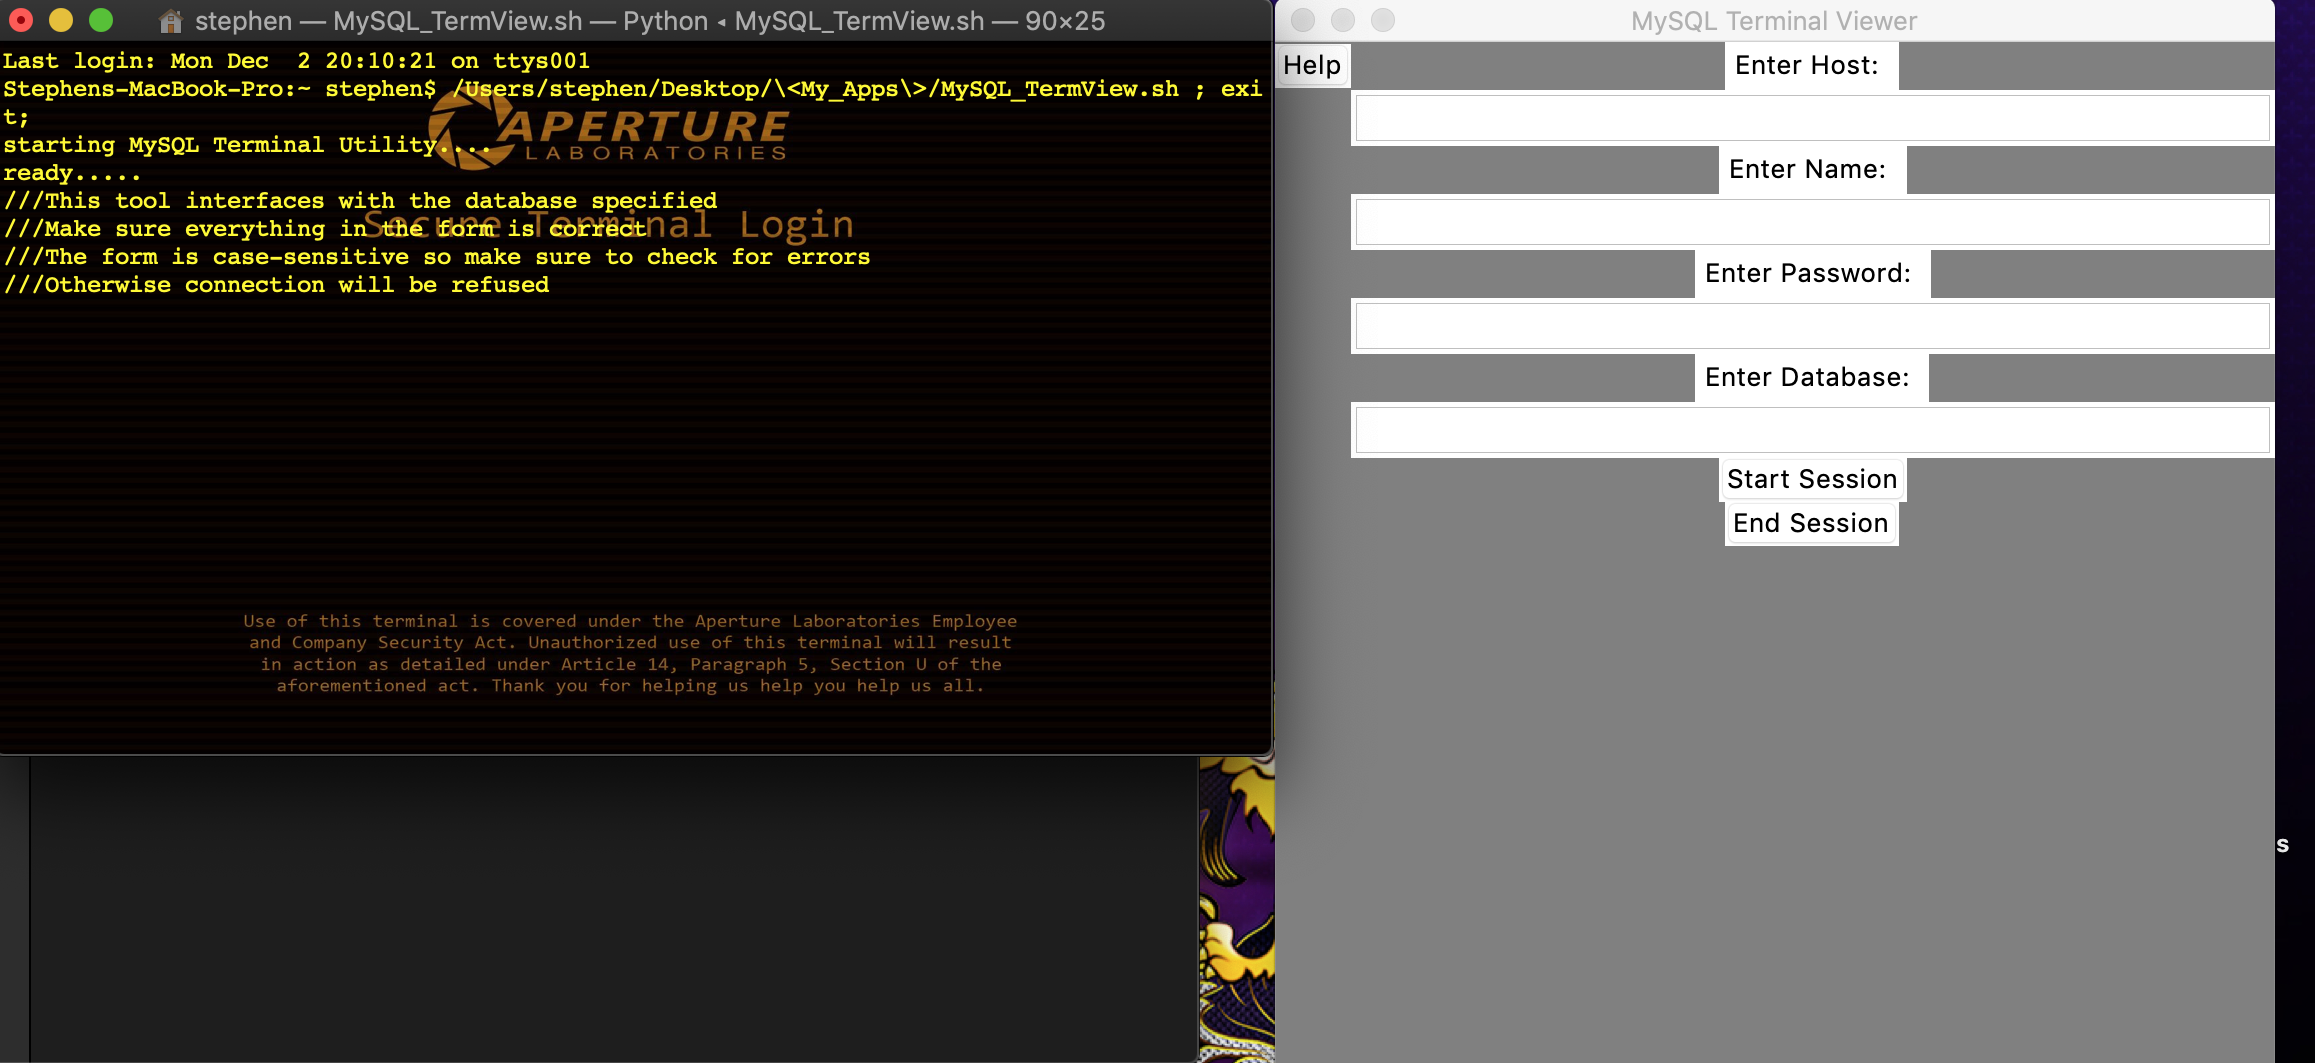 stephen — MySQL_TermView.sh — Python ◂ MySQL_TermView.sh — 90×25
Last login: Mon Dec  2 20:10:21 on ttys001
Stephens-MacBook-Pro:~ stephen$ /Users/stephen/Desktop/\<My_Apps\>/MySQL_TermView.sh ; exi
t;
starting MySQL Terminal Utility....
ready.....
///This tool interfaces with the database specified
///Make sure everything in the form is correct
///The form is case-sensitive so make sure to check for errors
///Otherwise connection will be refused
APERTURE
LABORATORIES
Secure Terminal Login
Use of this terminal is covered under the Aperture Laboratories Employee
and Company Security Act. Unauthorized use of this terminal will result
in action as detailed under Article 14, Paragraph 5, Section U of the
aforementioned act. Thank you for helping us help you help us all.
MySQL Terminal Viewer
Help
Enter Host:
Enter Name:
Enter Password:
Enter Database:
Start Session
End Session
s